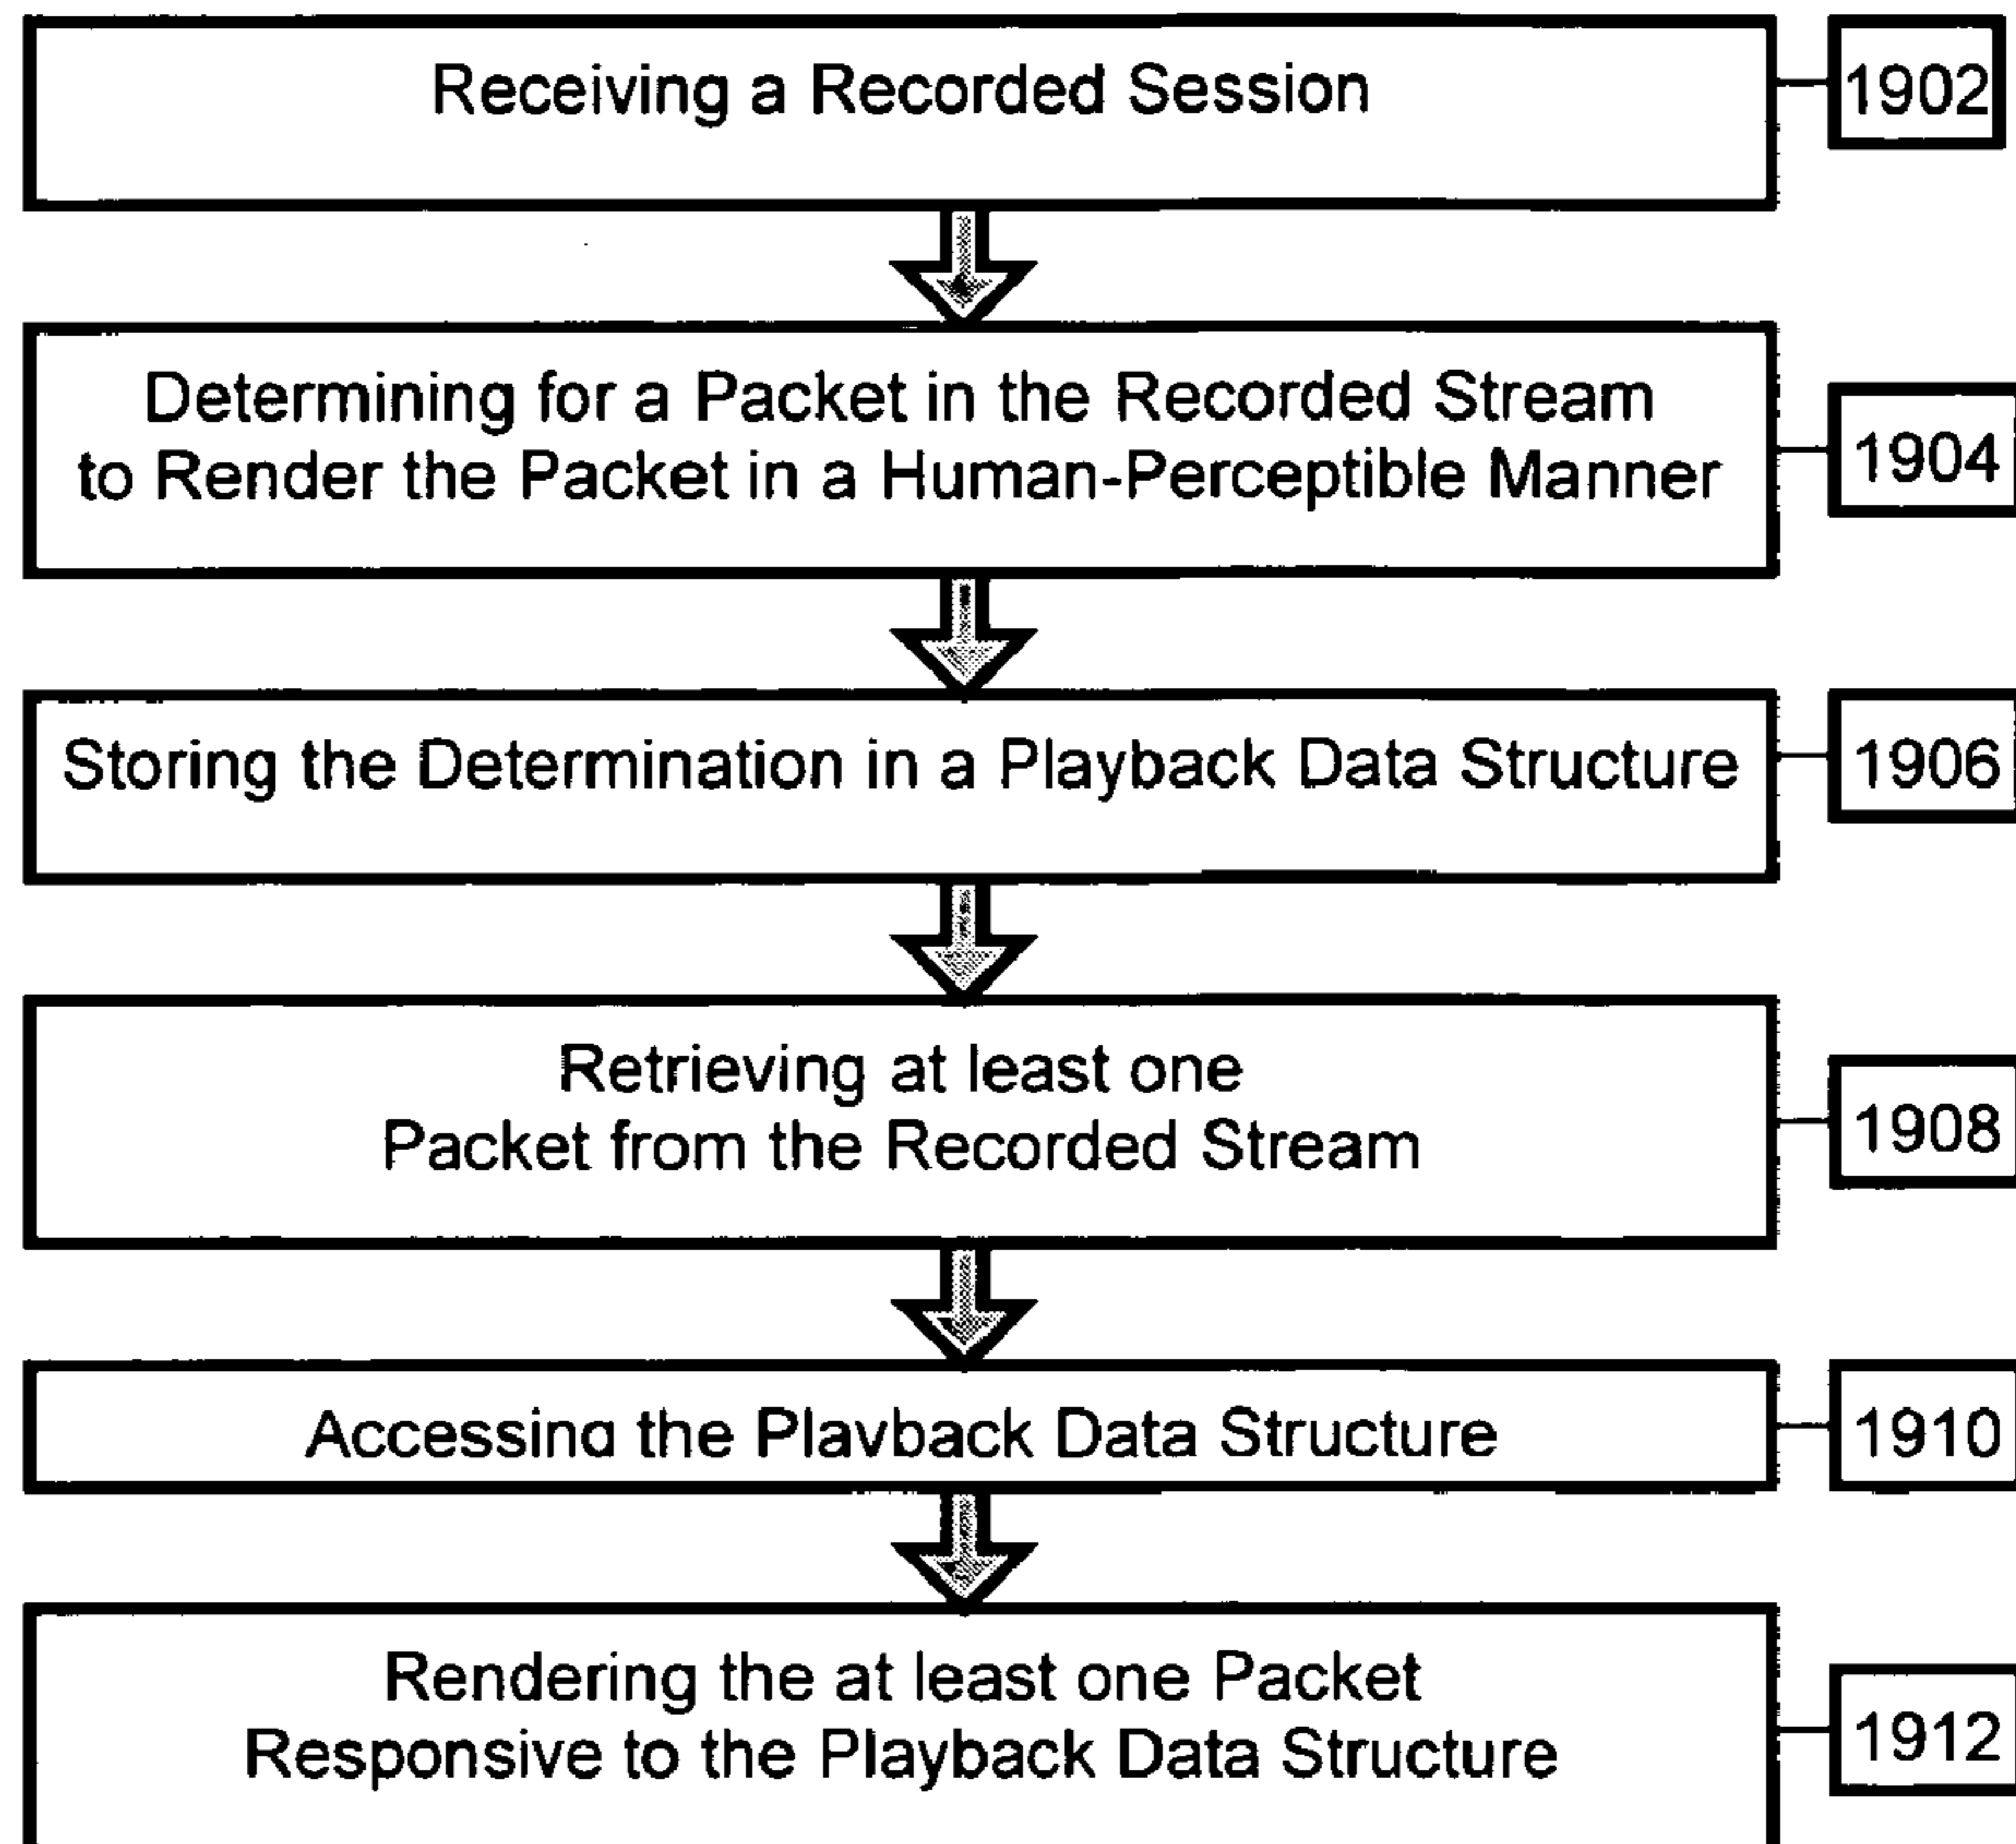 Receiving a Recorded Session
1902
Determining for a Packet in the Recorded Stream
to Render the Packet in a Human-Perceptible Manner
1904
Storing the Determination in a Playback Data Structure
1906
Retrieving at least one
Packet from the Recorded Stream
1908
Accessing the Playback Data Structure
1910
Rendering the at least one Packet
Responsive to the Playback Data Structure
1912